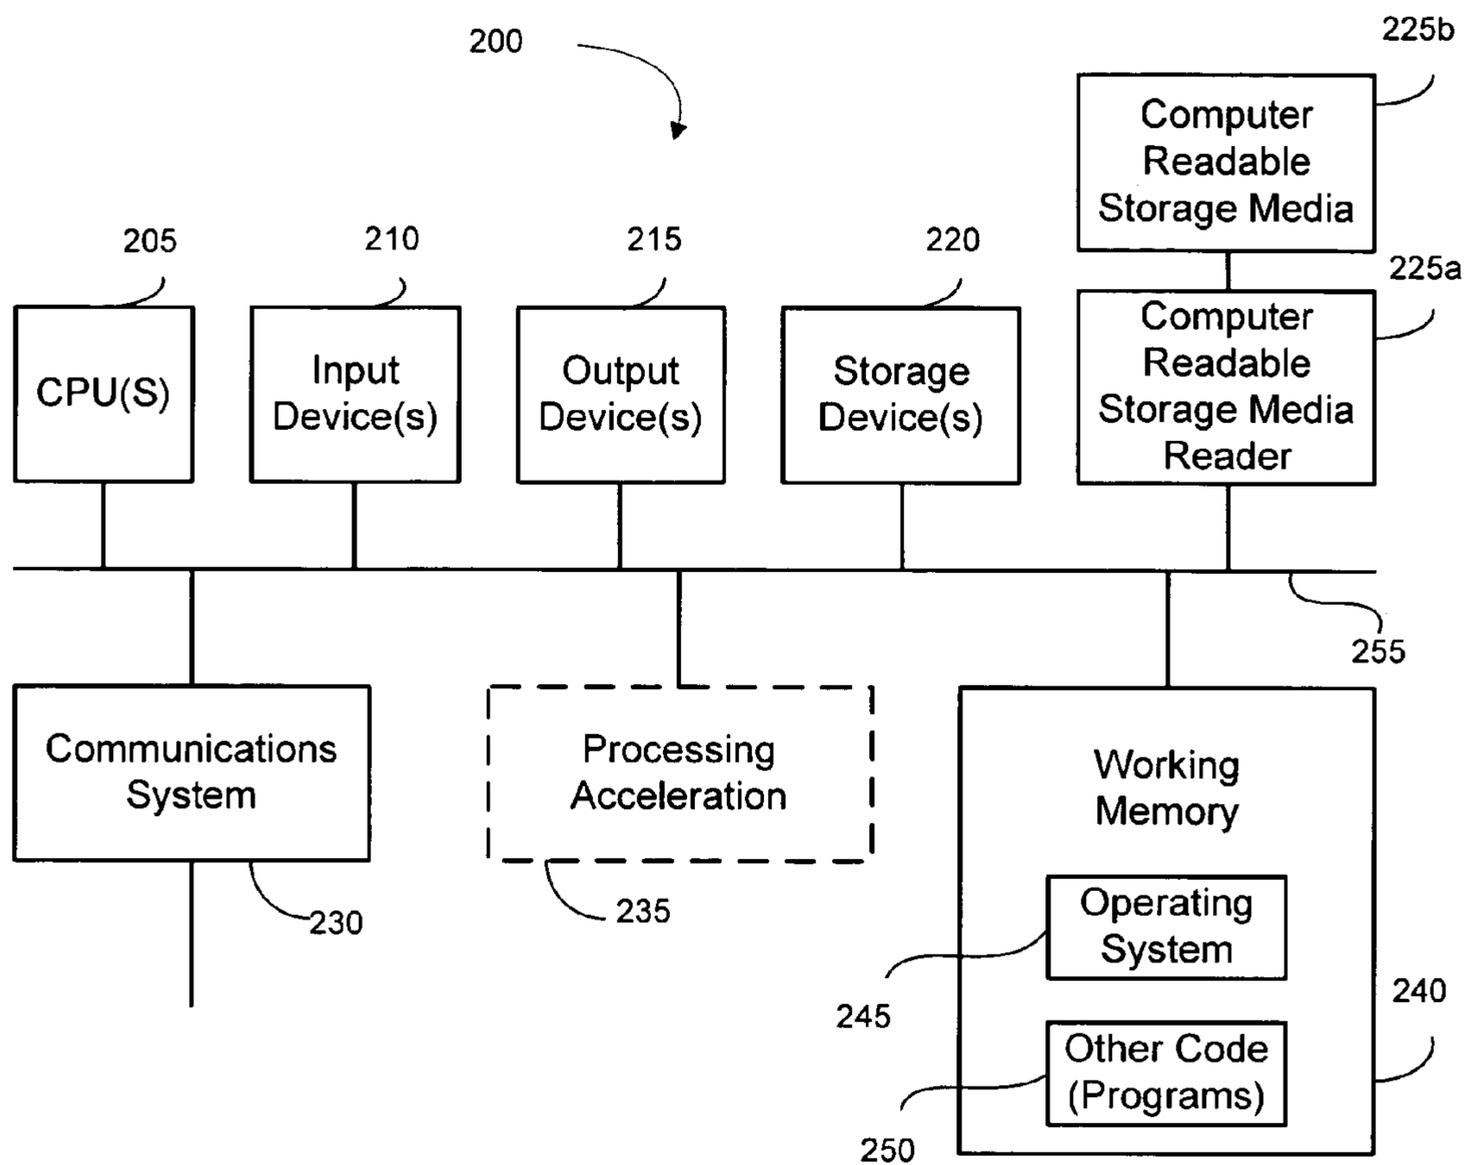 200
225b
Computer
Readable
Storage Media
205
210
215
220
225a
CPU(S)
Input
Device(s)
Output
Device(s)
Storage
Device(s)
Computer
Readable
Storage Media
Reader
255
Communications
System
Processing
Acceleration
Working
Memory
230
235
Operating
System
245
240
Other Code
(Programs)
250